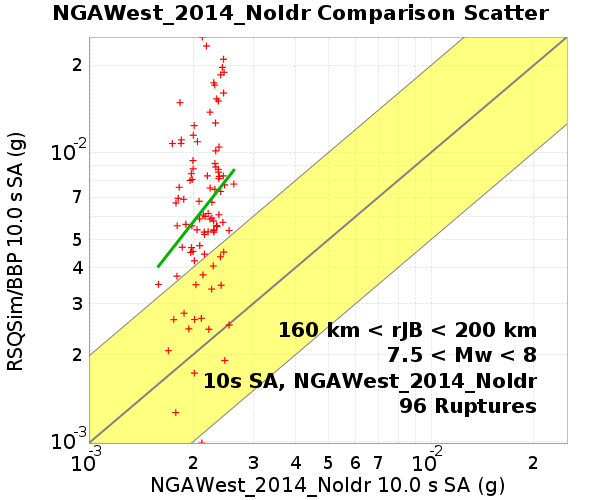 NGAWest_2014_NoIdr Comparison Scatter
RSQSim/BBP 10.0 s SA (g)
2
10-2
7
5
4
3
2
10-3
160 km < rJB < 200 km
7.5 < Mw < 8
10s SA, NGAWest_2014_NoIdr
96 Ruptures
10-3 2 3 4 5 6 7 10-2 2
NGAWest_2014_NoIdr 10.0 s SA (g)